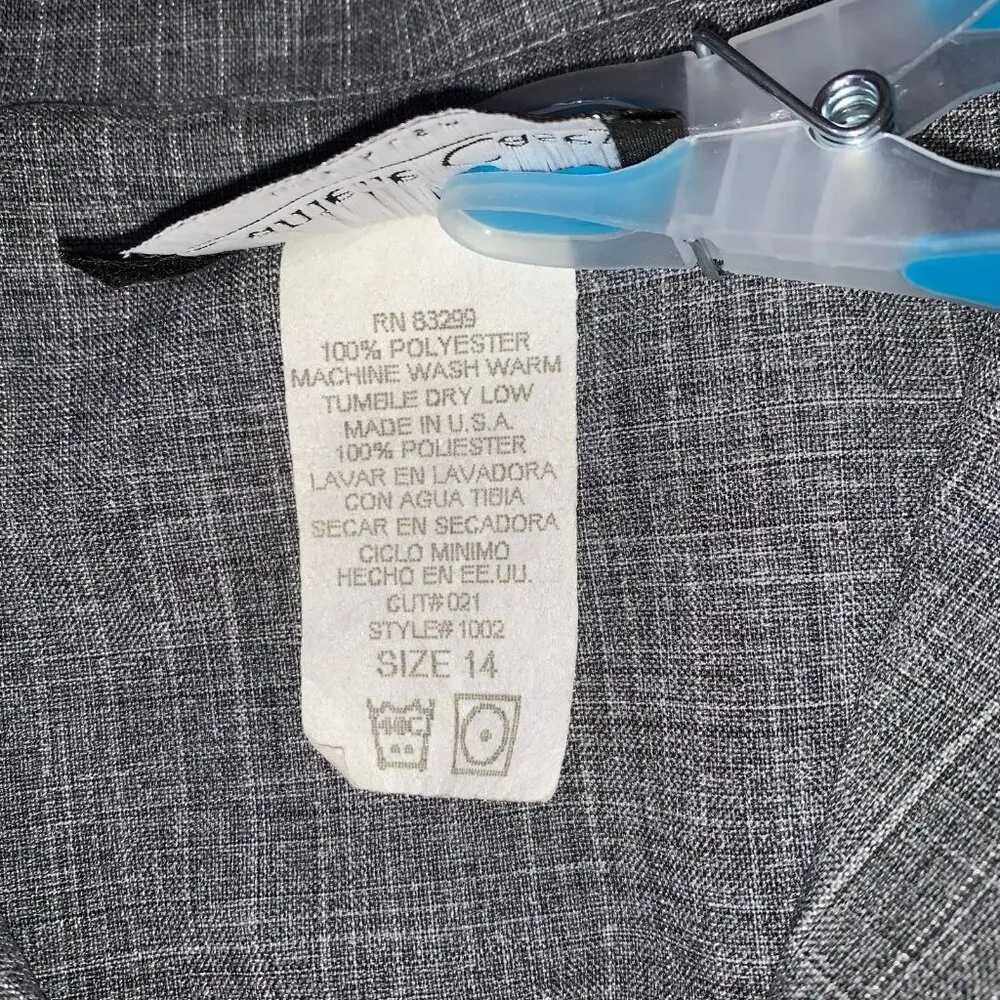 RN 83299
100% POLYESTER
MACHINE WASH WARM
TUMBLE DRY LOW
MADE IN U.S.A.
100% POLIESTER
LAVAR EN LAVADORA
CON AGUA TIBIA
SECAR EN SECADORA
CICLO MINIMO
HECHO EN EE.UU.
CUT# 021
STYLE# 1002
SIZE 14